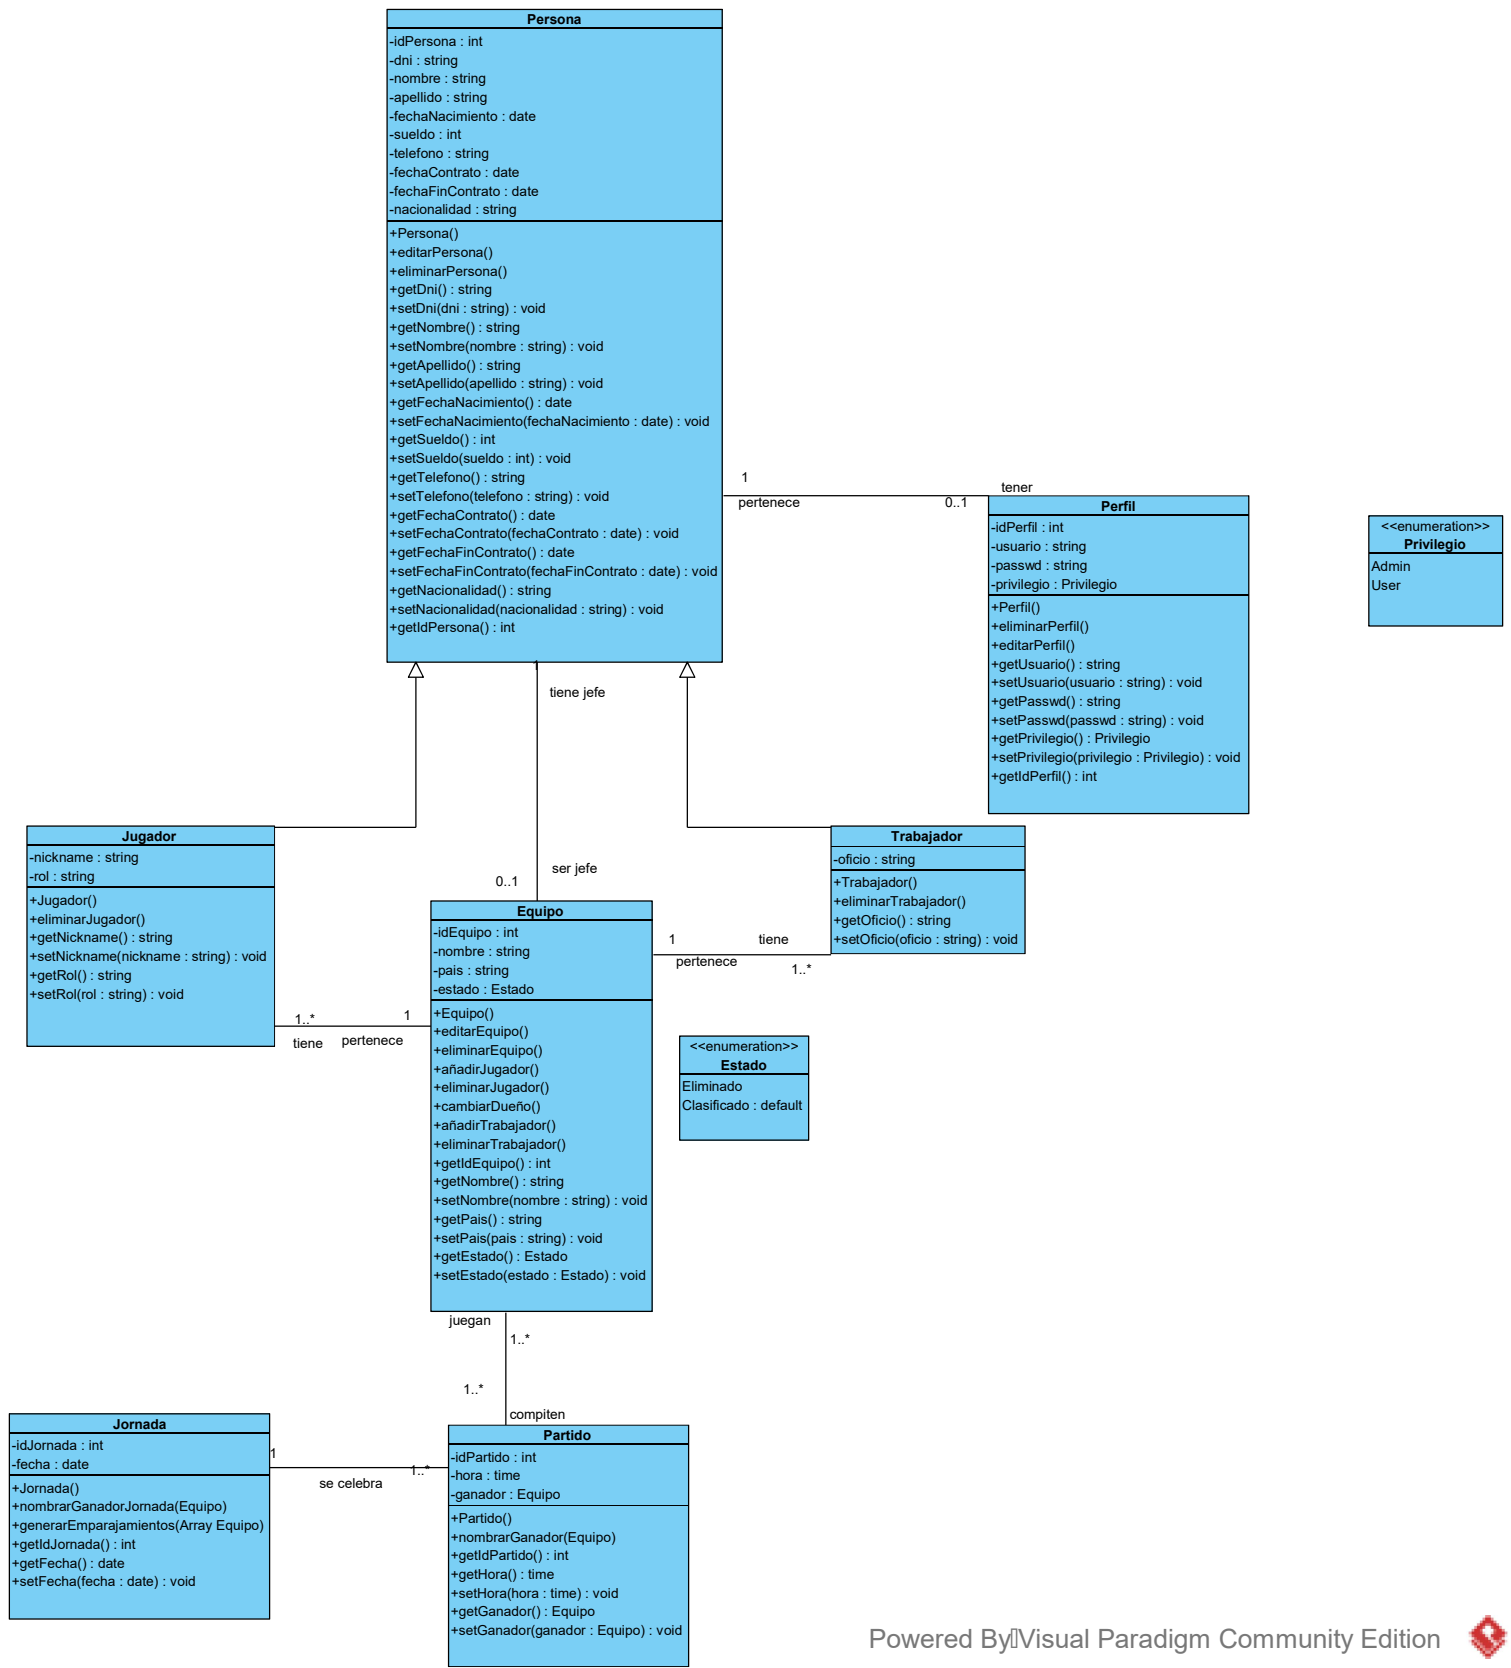 Persona
-idPersona : int
-dni : string
-nombre : string
-apellido : string
-fechaNacimiento : date
-sueldo : int
-telefono : string
-fechaContrato : date
-fechaFinContrato : date
-nacionalidad : string
+Persona()
+editarPersona()
+eliminarPersona()
+getDni() : string
+setDni(dni : string) : void
+getNombre() : string
+setNombre(nombre : string) : void
+getApellido() : string
+setApellido(apellido : string) : void
+getFechaNacimiento() : date
+setFechaNacimiento(fechaNacimiento : date) : void
+getSueldo() : int
+setSueldo(sueldo : int) : void
+getTelefono() : string
+setTelefono(telefono : string) : void
+getFechaContrato() : date
+setFechaContrato(fechaContrato : date) : void
+getFechaFinContrato() : date
+setFechaFinContrato(fechaFinContrato : date) : void
+getNacionalidad() : string
+setNacionalidad(nacionalidad : string) : void
+getIdPersona() : int
1
pertenece
tener
0..1
Perfil
-idPerfil : int
-usuario : string
-passwd : string
-privilegio : Privilegio
+Perfil()
+eliminarPerfil()
+editarPerfil()
+getUsuario() : string
+setUsuario(usuario : string) : void
+getPasswd() : string
+setPasswd(passwd : string) : void
+getPrivilegio() : Privilegio
+setPrivilegio(privilegio : Privilegio) : void
+getIdPerfil() : int
<<enumeration>>
Privilegio
Admin
User
1
tiene jefe
ser jefe
0..1
Jugador
-nickname : string
-rol : string
+Jugador()
+eliminarJugador()
+getNickname() : string
+setNickname(nickname : string) : void
+getRol() : string
+setRol(rol : string) : void
1..*
tiene
1
pertenece
Trabajador
-oficio : string
+Trabajador()
+eliminarTrabajador()
+getOficio() : string
+setOficio(oficio : string) : void
1
pertenece
tiene
1..*
Equipo
-idEquipo : int
-nombre : string
-pais : string
-estado : Estado
+Equipo()
+editarEquipo()
+eliminarEquipo()
+añadirJugador()
+eliminarJugador()
+cambiarDueño()
+añadirTrabajador()
+eliminarTrabajador()
+getIdEquipo() : int
+getNombre() : string
+setNombre(nombre : string) : void
+getPais() : string
+setPais(pais : string) : void
+getEstado() : Estado
+setEstado(estado : Estado) : void
<<enumeration>>
Estado
Eliminado
Clasificado : default
juegan
1..*
1..*
compiten
Jornada
-idJornada : int
-fecha : date
+Jornada()
+nombrarGanadorJornada(Equipo)
+generarEmparajamientos(Array Equipo)
+getIdJornada() : int
+getFecha() : date
+setFecha(fecha : date) : void
1
se celebra
1..*
Partido
-idPartido : int
-hora : time
-ganador : Equipo
+Partido()
+nombrarGanador(Equipo)
+getIdPartido() : int
+getHora() : time
+setHora(hora : time) : void
+getGanador() : Equipo
+setGanador(ganador : Equipo) : void
Powered By Visual Paradigm Community Edition